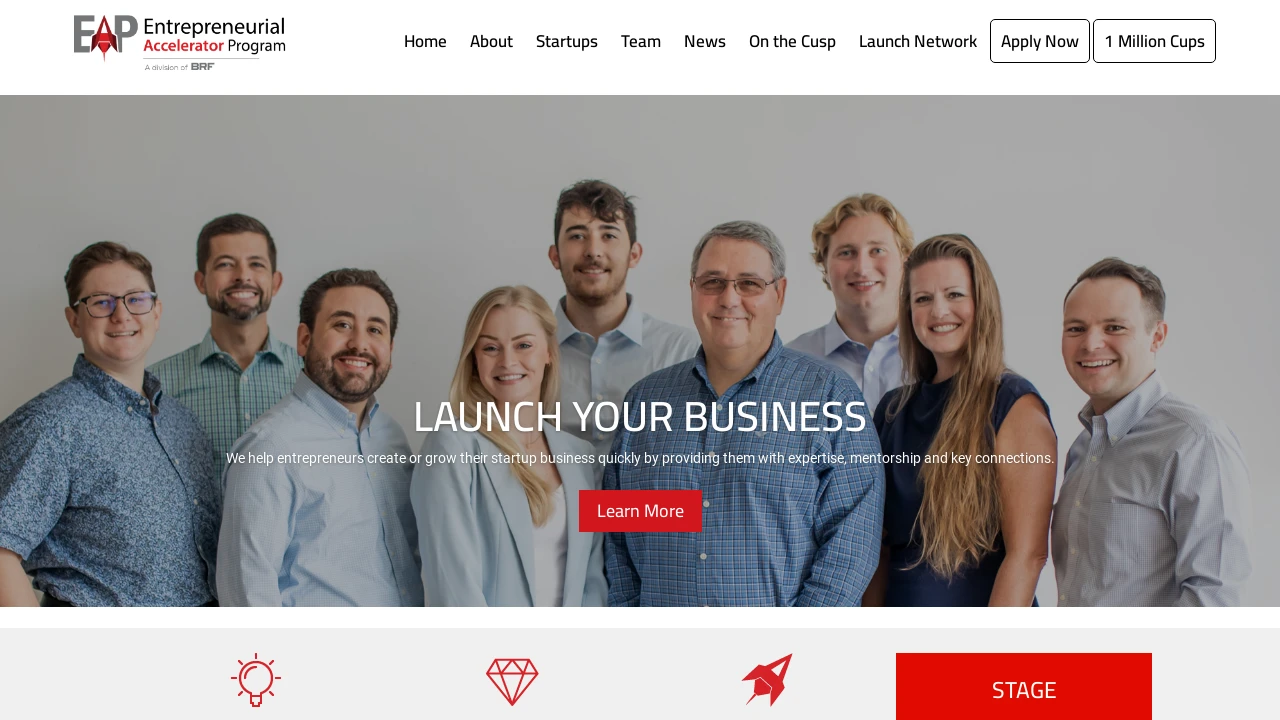 EAP Entrepreneurial
Accelerator Program
A division of BRF
Home About Startups Team News On the Cusp Launch Network Apply Now 1 Million Cups
LAUNCH YOUR BUSINESS
We help entrepreneurs create or grow their startup business quickly by providing them with expertise, mentorship and key connections.
Learn More
STAGE